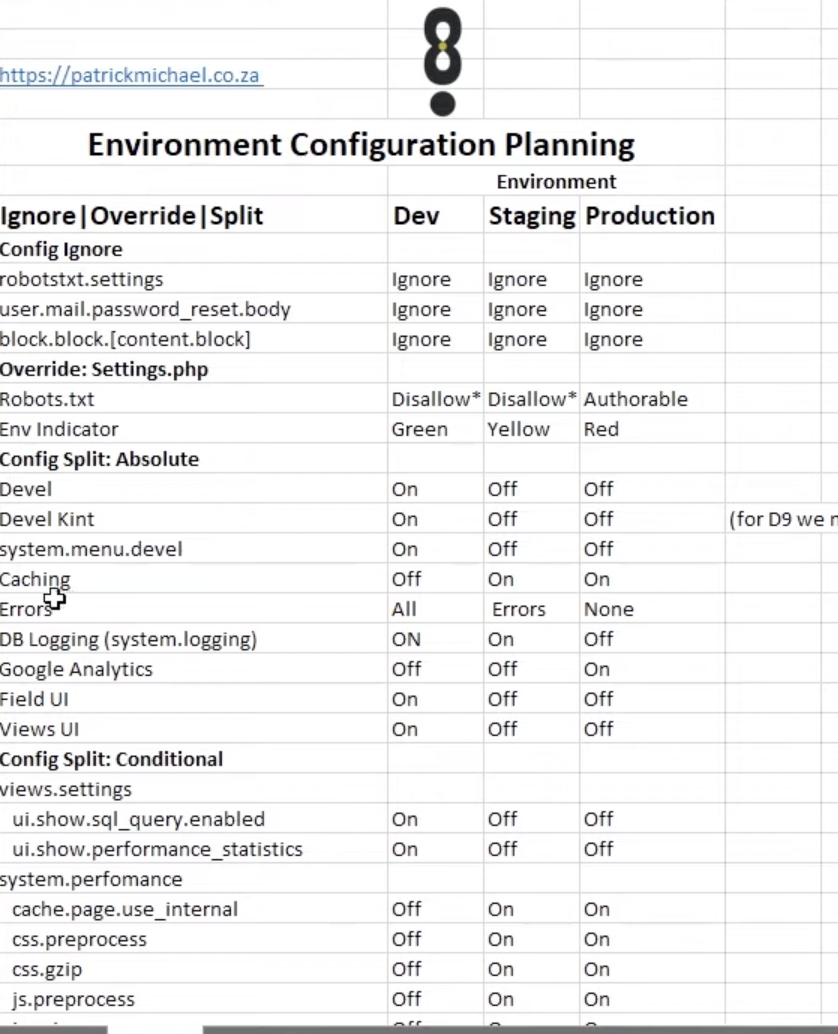 https://patrickmichael.co.za
Environment Configuration Planning
Environment
Ignore|Override|Split Dev Staging Production
Config Ignore
robotstxt.settings Ignore Ignore Ignore
user.mail.password_reset.body Ignore Ignore Ignore
block.block.[content.block] Ignore Ignore Ignore
Override: Settings.php
Robots.txt Disallow* Disallow* Authorable
Env Indicator Green Yellow Red
Config Split: Absolute
Devel On Off Off
Devel Kint On Off Off (for D9 we
system.menu.devel On Off Off
Caching Off On On
Errors All Errors None
DB Logging (system.logging) ON On Off
Google Analytics Off Off On
Field UI On Off Off
Views UI On Off Off
Config Split: Conditional
views.settings
ui.show.sql_query.enabled On Off Off
ui.show.performance_statistics On Off Off
system.perfomance
cache.page.use_internal Off On On
css.preprocess Off On On
css.gzip Off On On
js.preprocess Off On On